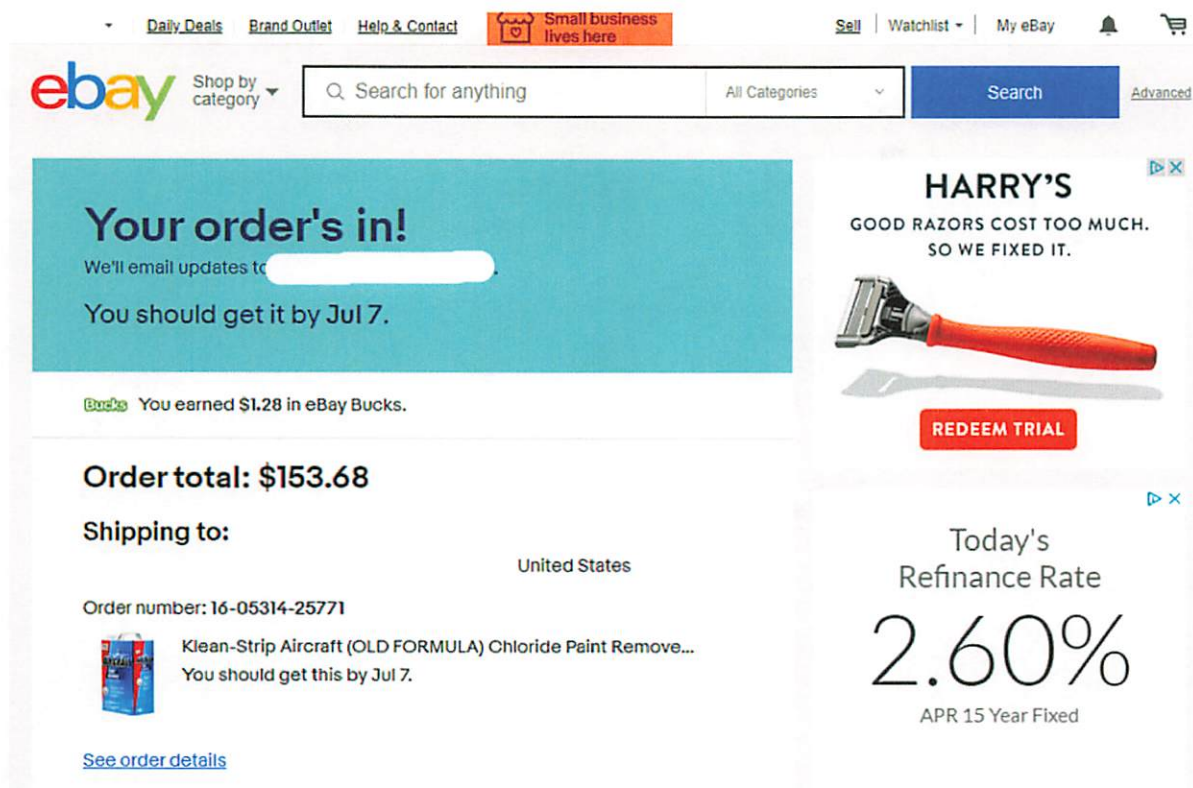 Daily Deals Brand Outlet Help & Contact Small business lives here Sell Watchlist My eBay
ebay Shop by category Search for anything All Categories Search Advanced
Your order's in!
We'll email updates to .
You should get it by Jul 7.
Bucks You earned $1.28 in eBay Bucks.
Order total: $153.68
Shipping to:
United States
Order number: 16-05314-25771
Klean-Strip Aircraft (OLD FORMULA) Chloride Paint Remove...
You should get this by Jul 7.
See order details
HARRY'S
GOOD RAZORS COST TOO MUCH.
SO WE FIXED IT.
REDEEM TRIAL
Today's
Refinance Rate
2.60%
APR 15 Year Fixed